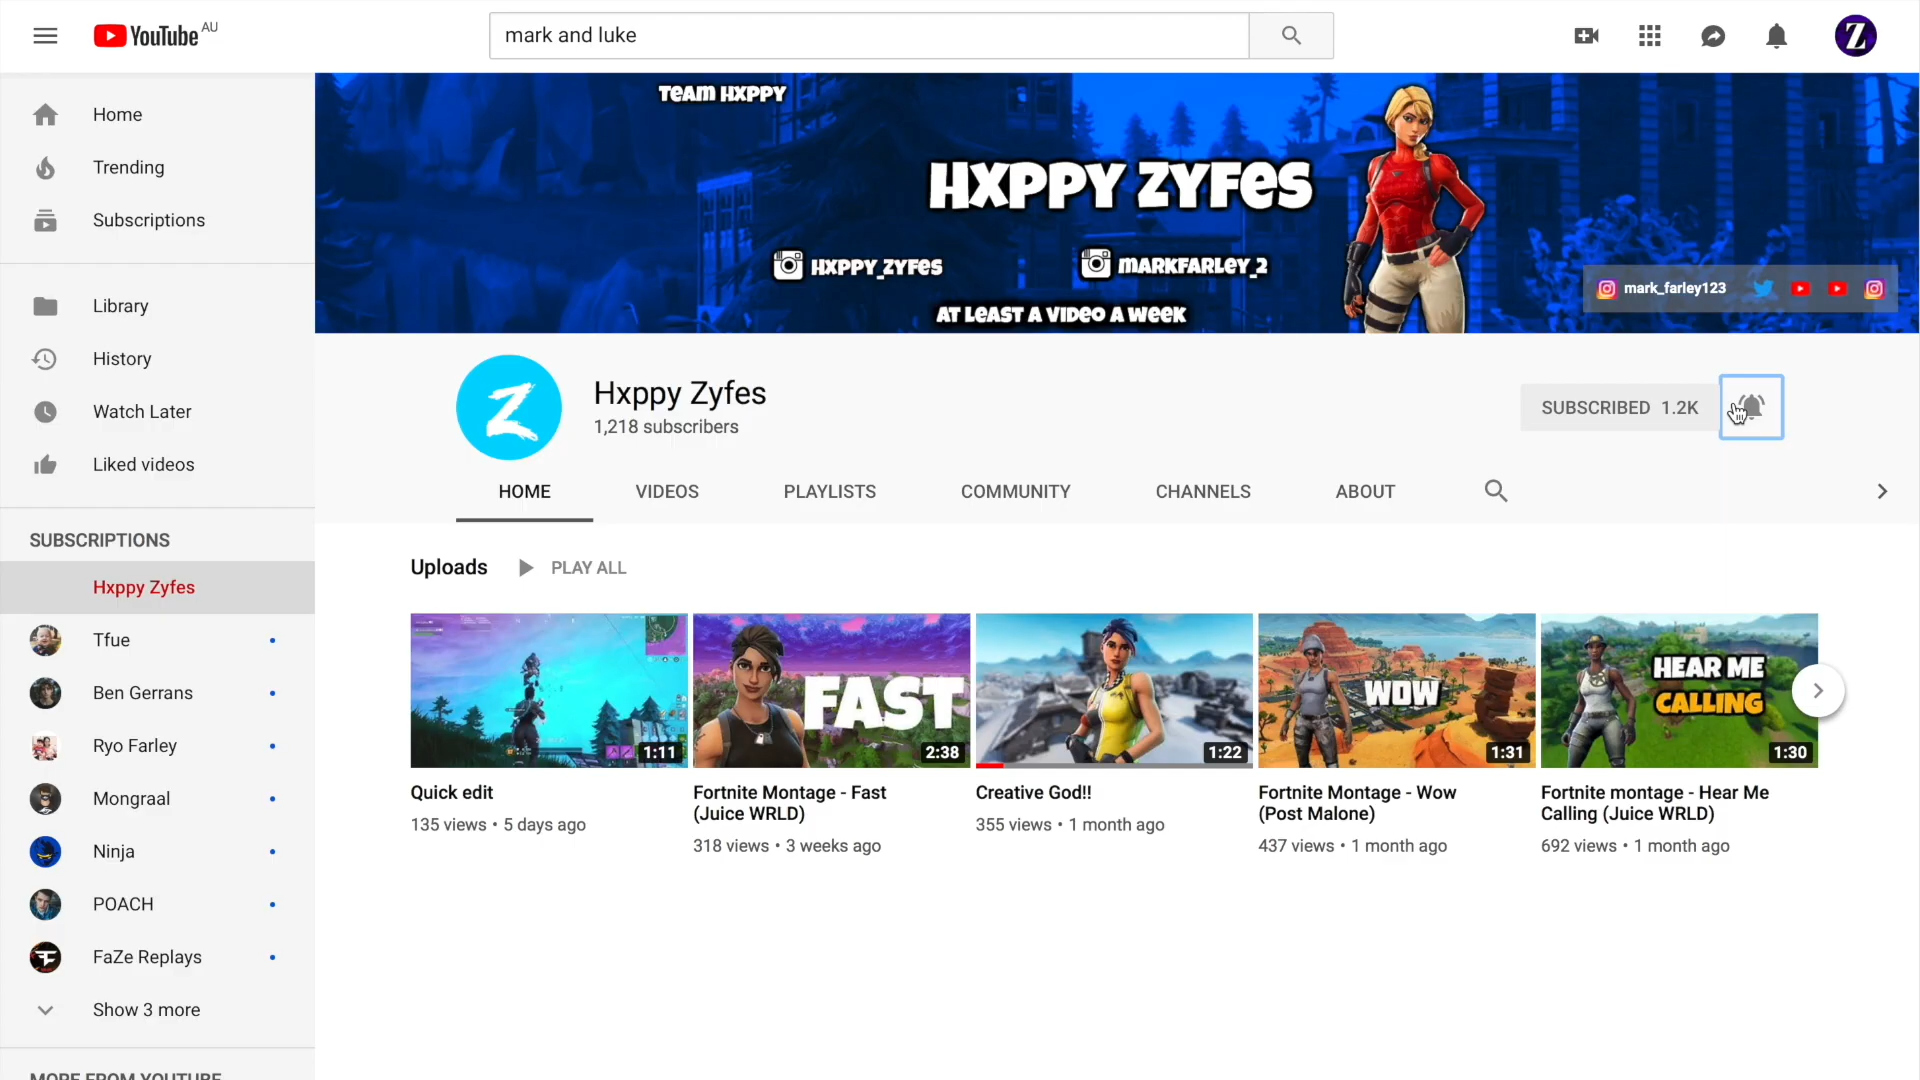 YouTube AU
mark and luke
Z
Home
Trending
Subscriptions
Library
History
Watch Later
Liked videos
SUBSCRIPTIONS
Hxppy Zyfes
Tfue
Ben Gerrans
Ryo Farley
Mongraal
Ninja
POACH
FaZe Replays
Show 3 more
MORE FROM YOUTUBE
TEAM HXPPY
HXPPY ZYFES
HXPPY_ZYFES
MARKFARLEY_2
AT LEAST A VIDEO A WEEK
mark_farley123
Z
Hxppy Zyfes
1,218 subscribers
SUBSCRIBED 1.2K
HOME
VIDEOS
PLAYLISTS
COMMUNITY
CHANNELS
ABOUT
Uploads
PLAY ALL
1:11
Quick edit
135 views • 5 days ago
FAST
2:38
Fortnite Montage - Fast
(Juice WRLD)
318 views • 3 weeks ago
1:22
Creative God!!
355 views • 1 month ago
WOW
1:31
Fortnite Montage - Wow
(Post Malone)
437 views • 1 month ago
HEAR ME
CALLING
1:30
Fortnite montage - Hear Me
Calling (Juice WRLD)
692 views • 1 month ago